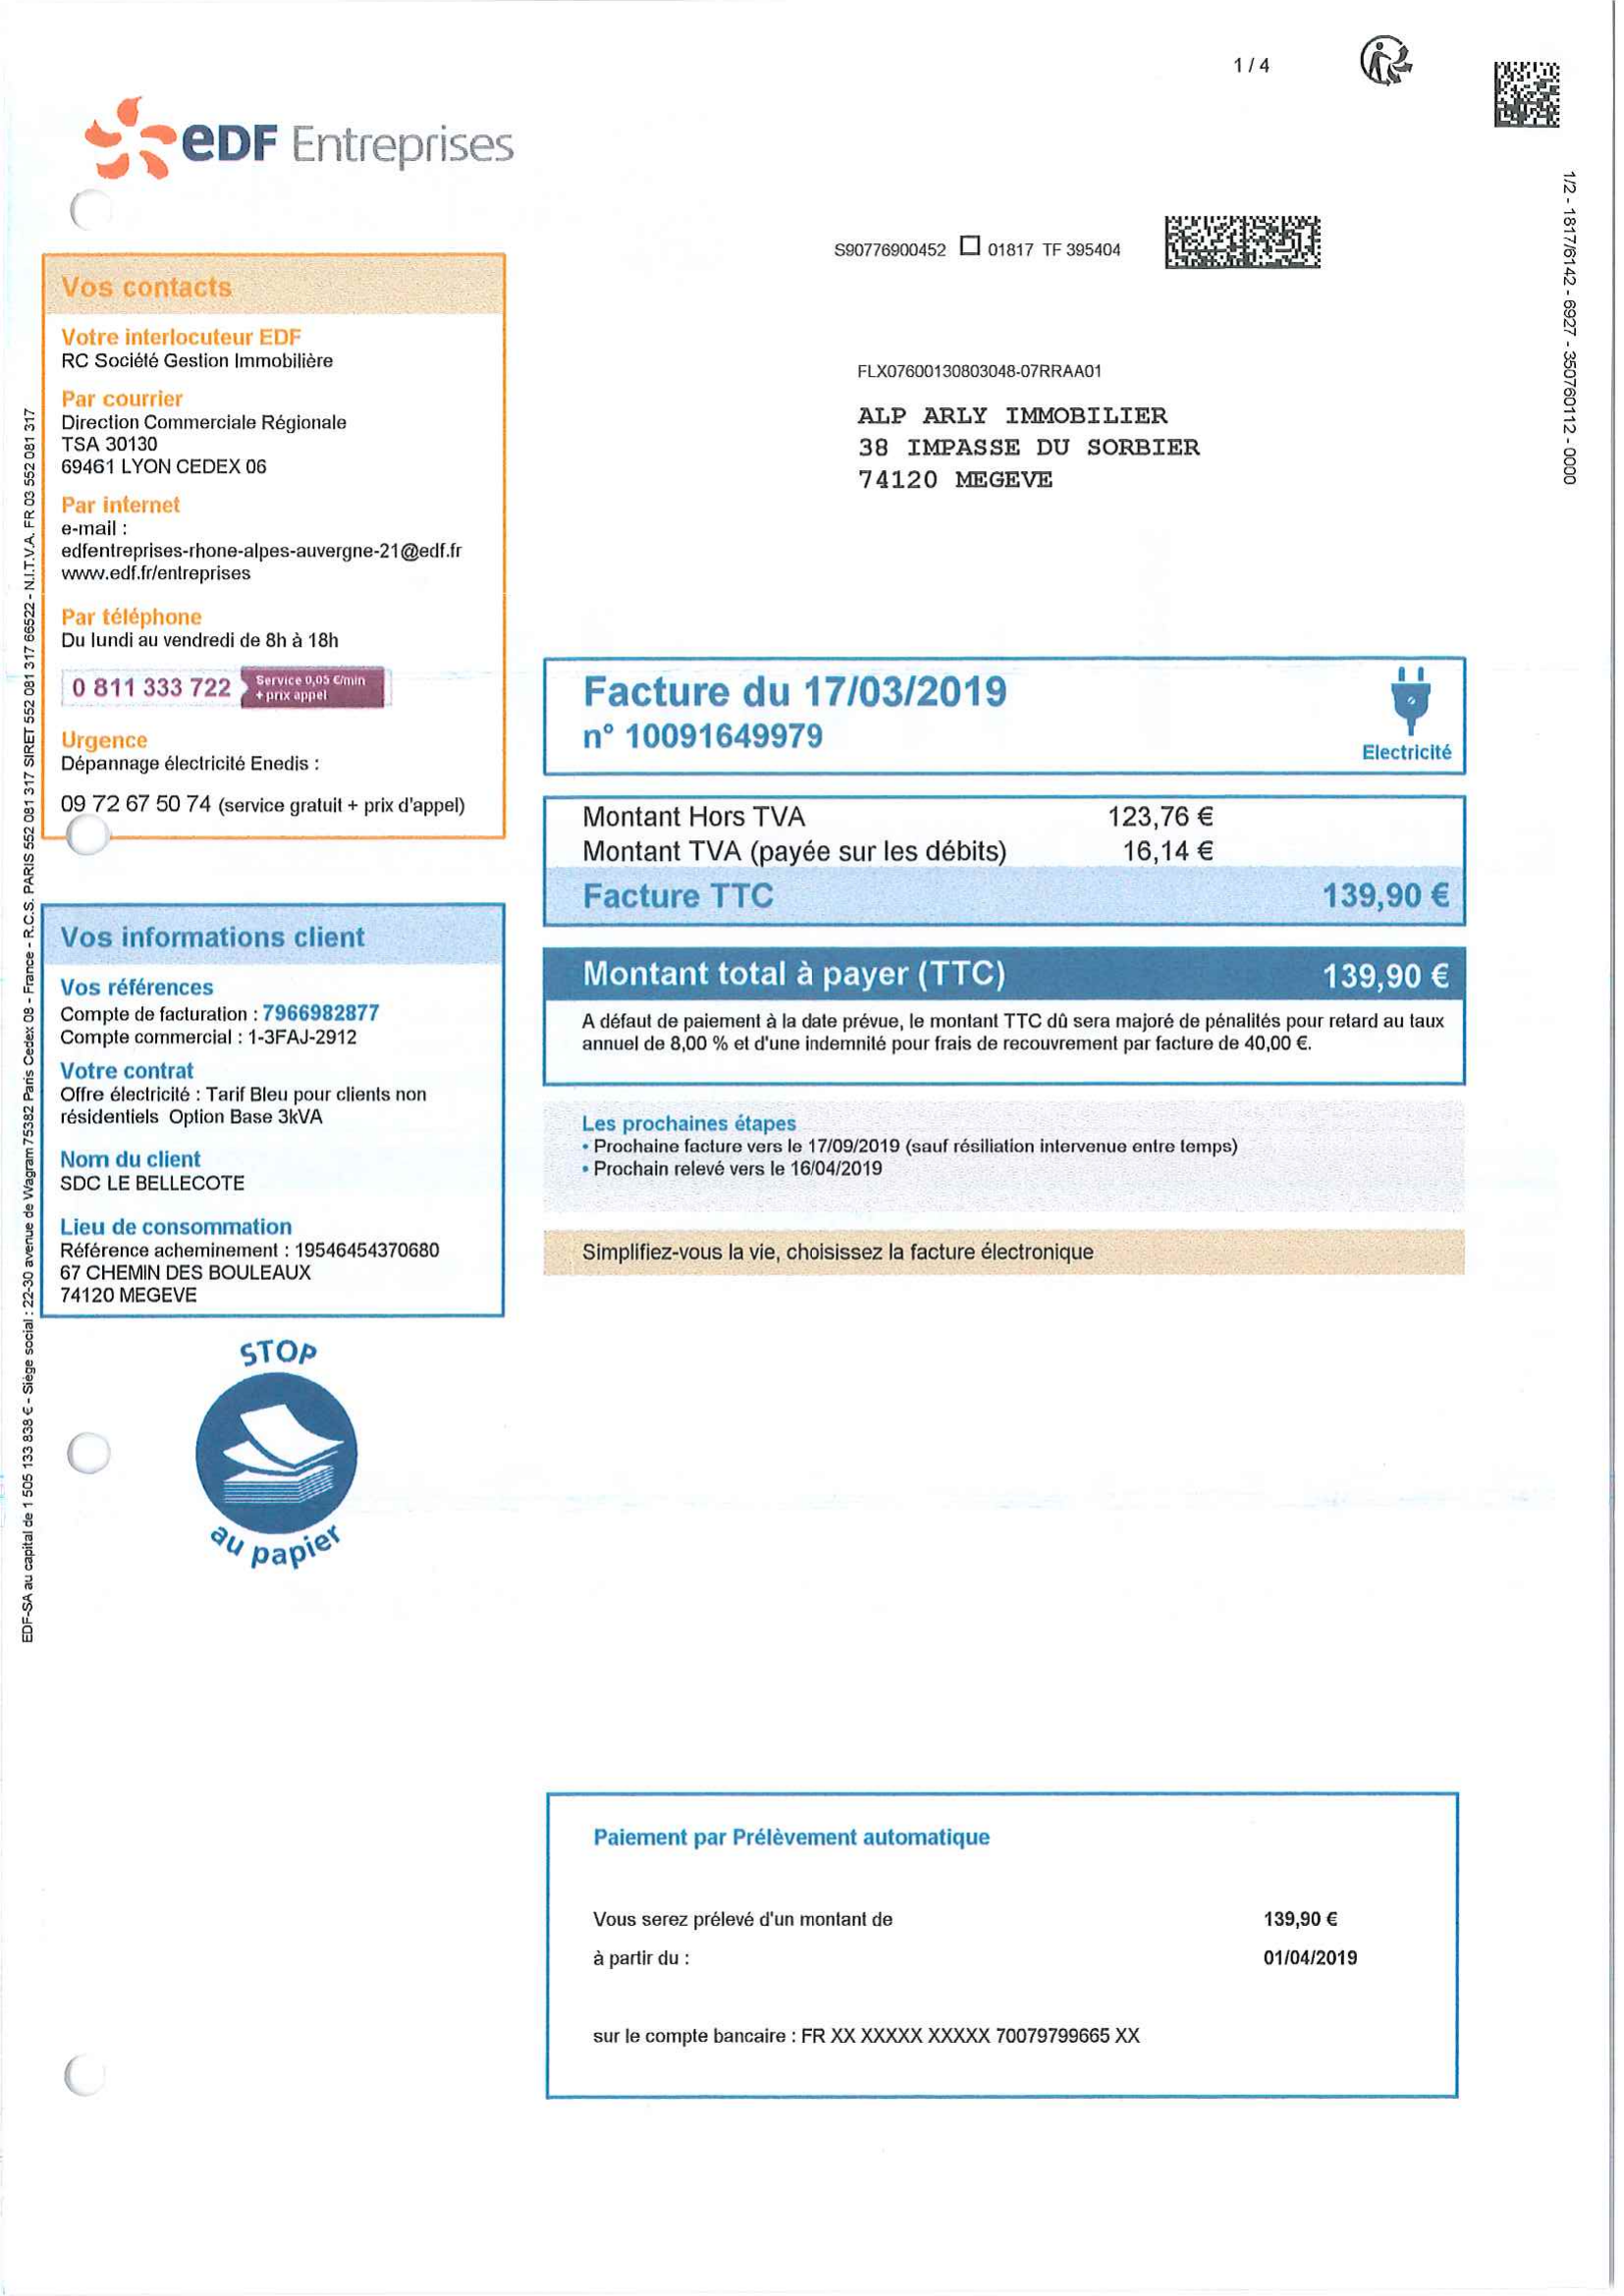 1 / 4
eDF Entreprises
S90776900452 01817 TF 395404
1/2 - 1817/6142 - 6927 - 350760112 - 0000
FLX07600130803048-07RRAA01
ALP ARLY IMMOBILIER
38 IMPASSE DU SORBIER
74120 MEGEVE
Vos contacts
Votre interlocuteur EDF
RC Société Gestion Immobilière
Par courrier
Direction Commerciale Régionale
TSA 30130
69461 LYON CEDEX 06
Par internet
e-mail :
edfentreprises-rhone-alpes-auvergne-21@edf.fr
www.edf.fr/entreprises
Par téléphone
Du lundi au vendredi de 8h à 18h
0 811 333 722 Service 0,05 €/min
+ prix appel
Urgence
Dépannage électricité Enedis :
09 72 67 50 74 (service gratuit + prix d'appel)
Vos informations client
Vos références
Compte de facturation : 7966982877
Compte commercial : 1-3FAJ-2912
Votre contrat
Offre électricité : Tarif Bleu pour clients non
résidentiels Option Base 3kVA
Nom du client
SDC LE BELLECOTE
Lieu de consommation
Référence acheminement : 19546454370680
67 CHEMIN DES BOULEAUX
74120 MEGEVE
STOP
au papier
Facture du 17/03/2019
n° 10091649979
Electricité
Montant Hors TVA 123,76 €
Montant TVA (payée sur les débits) 16,14 €
Facture TTC 139,90 €
Montant total à payer (TTC) 139,90 €
A défaut de paiement à la date prévue, le montant TTC dû sera majoré de pénalités pour retard au taux
annuel de 8,00 % et d'une indemnité pour frais de recouvrement par facture de 40,00 €.
Les prochaines étapes
• Prochaine facture vers le 17/09/2019 (sauf résiliation intervenue entre temps)
• Prochain relevé vers le 16/04/2019
Simplifiez-vous la vie, choisissez la facture électronique
Paiement par Prélèvement automatique
Vous serez prélevé d'un montant de 139,90 €
à partir du : 01/04/2019
sur le compte bancaire : FR XX XXXXX XXXXX 70079799665 XX
EDF-SA au capital de 1 505 133 838 € - Siège social : 22-30 avenue de Wagram 75382 Paris Cedex 08 - France - R.C.S. PARIS 552 081 317 SIRET 552 081 317 66522 - N.I.T.V.A. FR 03 552 081 317